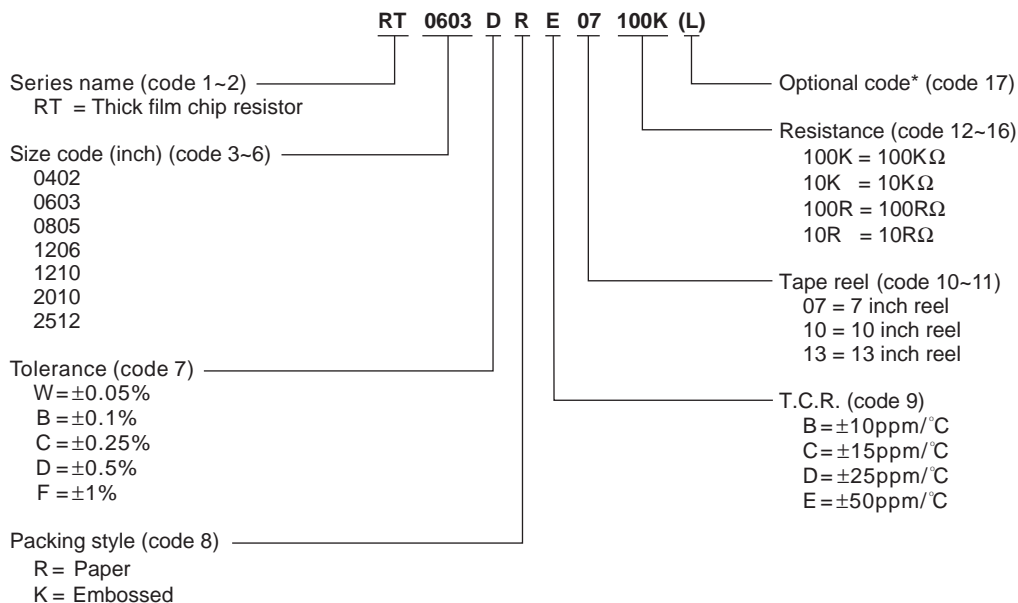 RT 0603 D R E 07 100K (L)
Series name (code 1~2)
RT = Thick film chip resistor
Size code (inch) (code 3~6)
0402
0603
0805
1206
1210
2010
2512
Tolerance (code 7)
W=±0.05%
B=±0.1%
C=±0.25%
D=±0.5%
F=±1%
Packing style (code 8)
R= Paper
K= Embossed
Optional code* (code 17)
Resistance (code 12~16)
100K = 100KΩ
10K = 10KΩ
100R = 100RΩ
10R = 10RΩ
Tape reel (code 10~11)
07 = 7 inch reel
10 = 10 inch reel
13 = 13 inch reel
T.C.R. (code 9)
B=±10ppm/℃
C=±15ppm/℃
D=±25ppm/℃
E=±50ppm/℃